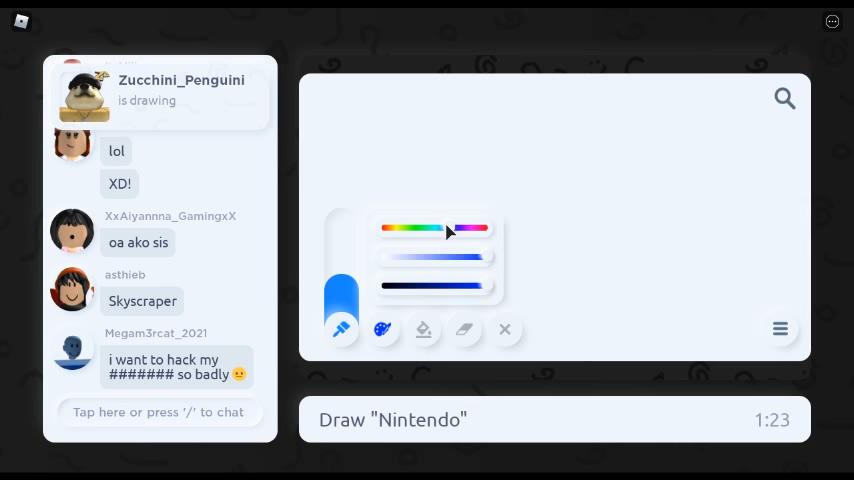 Zucchini_Penguini
is drawing
lol
XD!
XxAiyannna_GamingxX
oa ako sis
asthieb
Skyscraper
Megam3rcat_2021
i want to hack my
####### so badly 😐
Tap here or press '/' to chat
Draw "Nintendo"
1:23